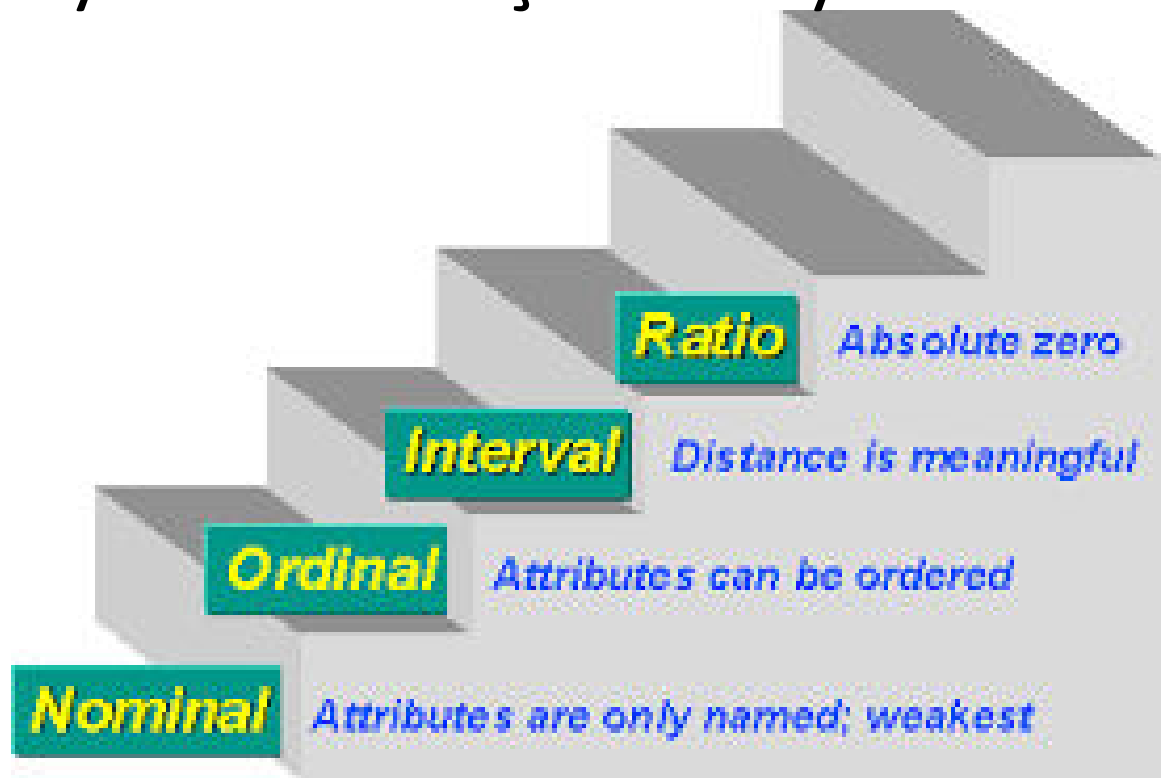 Ratio Absolute zero
Interval Distance is meaningful
Ordinal Attributes can be ordered
Nominal Attributes are only named; weakest